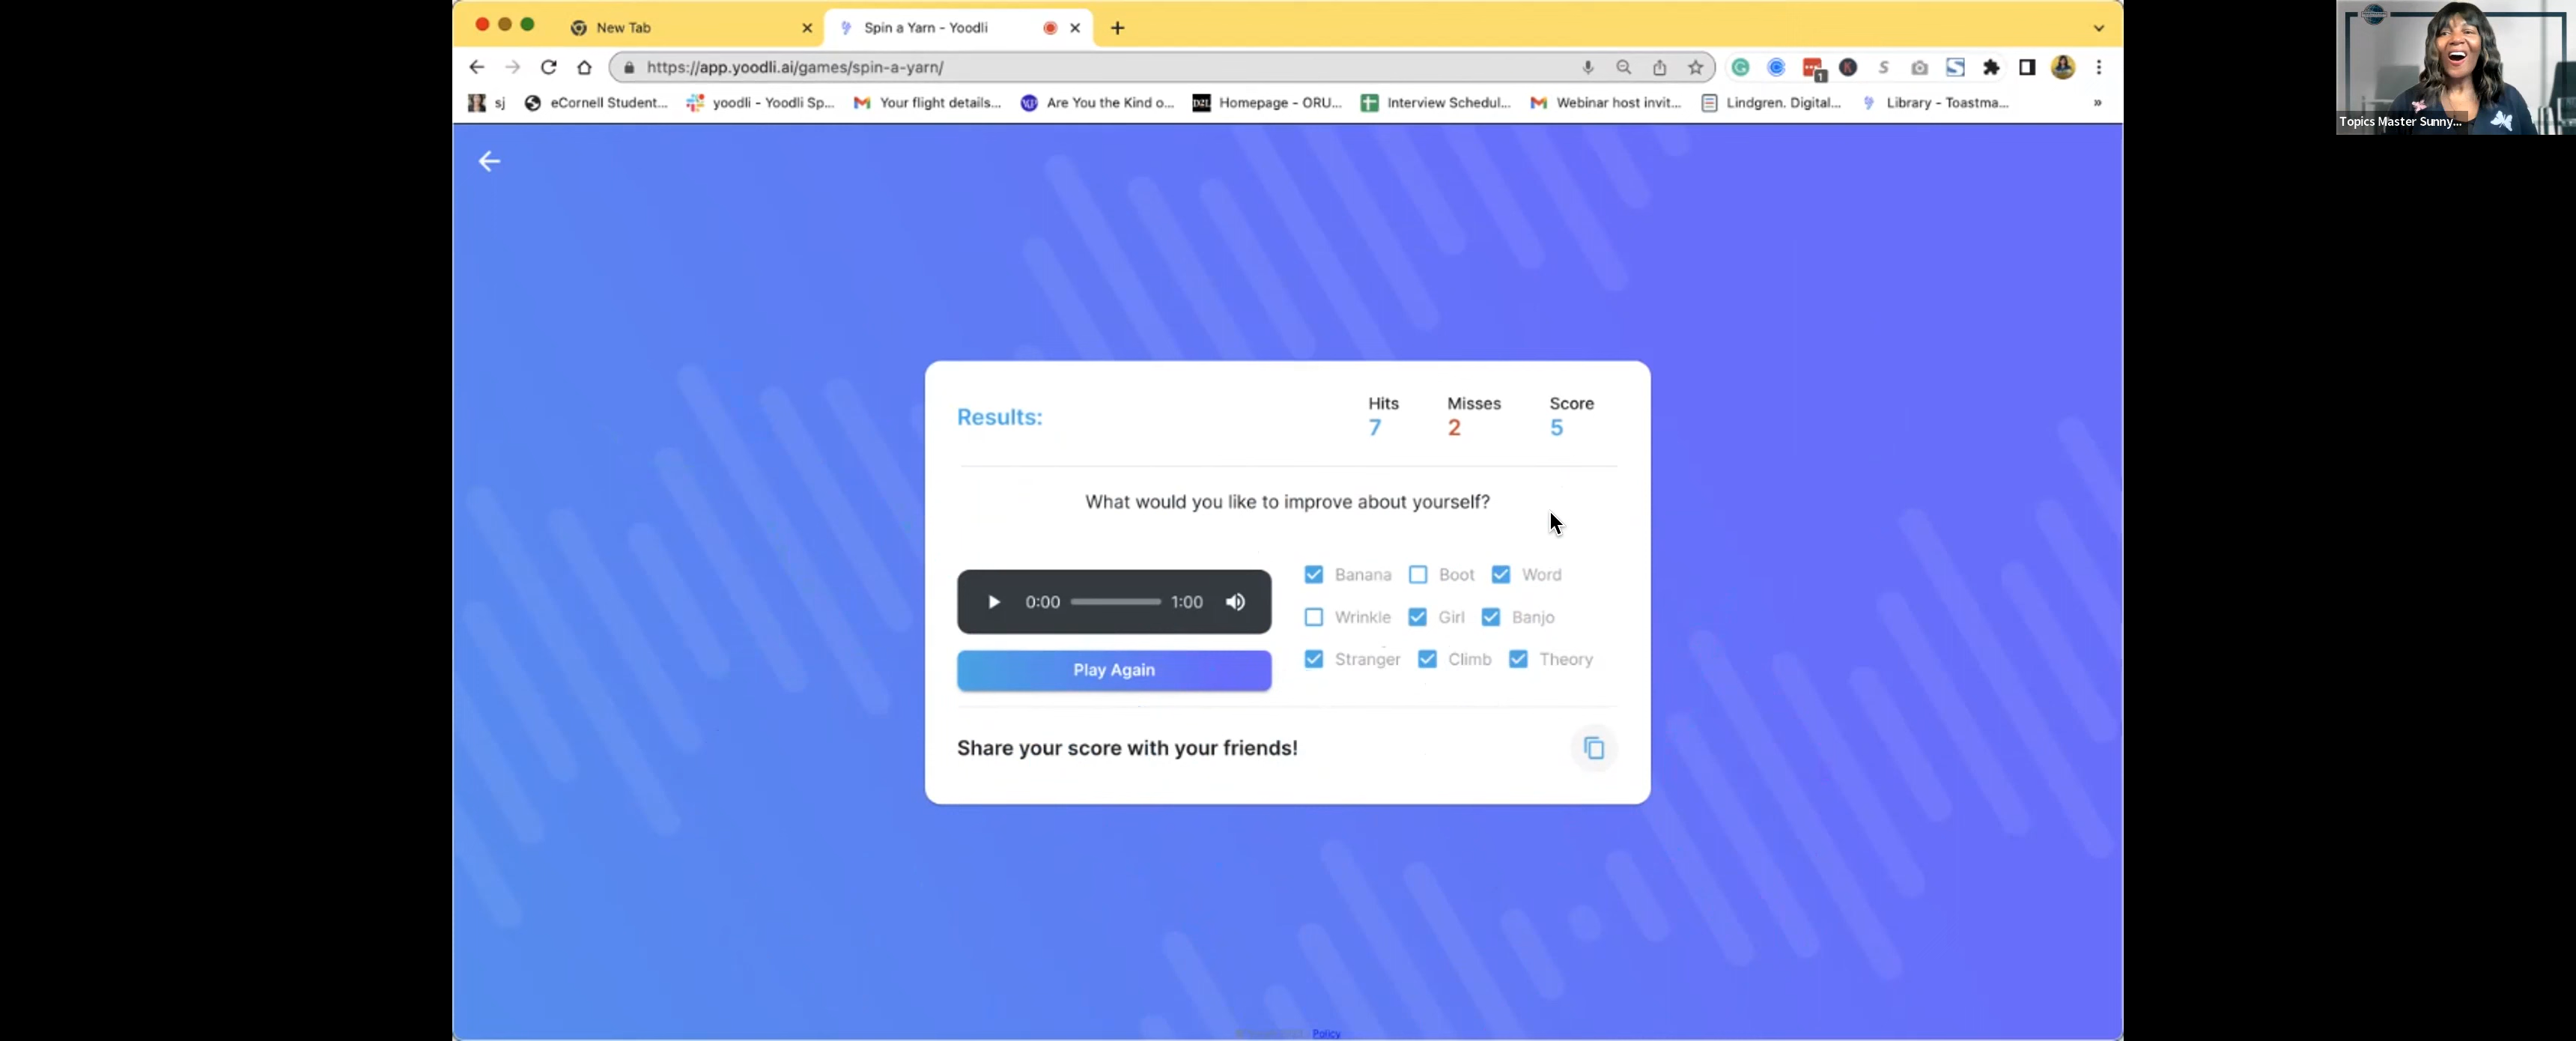 New Tab
Spin a Yarn - Yoodli
https://app.yoodli.ai/games/spin-a-yarn/
1
sj
eCornell Student...
yoodli - Yoodli Sp...
Your flight details...
Are You the Kind o...
Homepage - ORU...
Interview Schedul...
Webinar host invit...
Lindgren. Digital...
Library - Toastma...
»
Topics Master Sunny...
Results:
Hits
7
Misses
2
Score
5
What would you like to improve about yourself?
0:00 1:00
Play Again
Banana Boot Word
Wrinkle Girl Banjo
Stranger Climb Theory
Share your score with your friends!
Policy